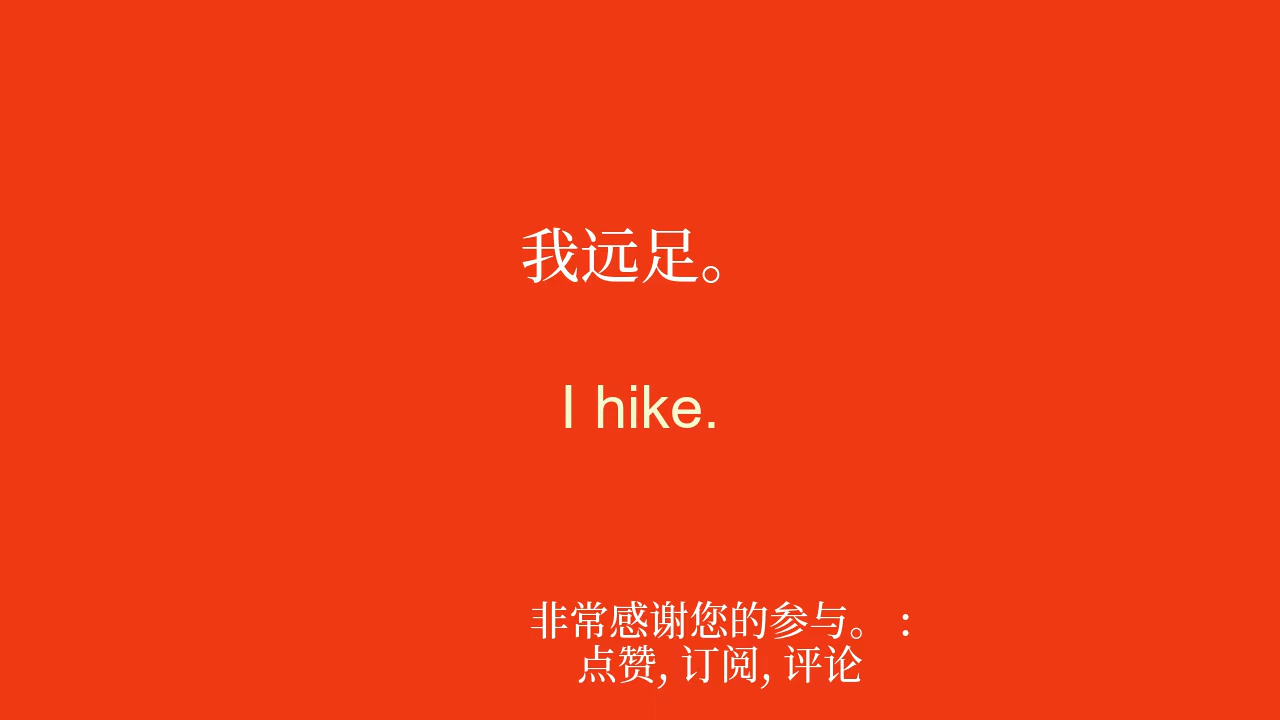 我远足。
I hike.
非常感谢您的参与。 :
点赞, 订阅, 评论